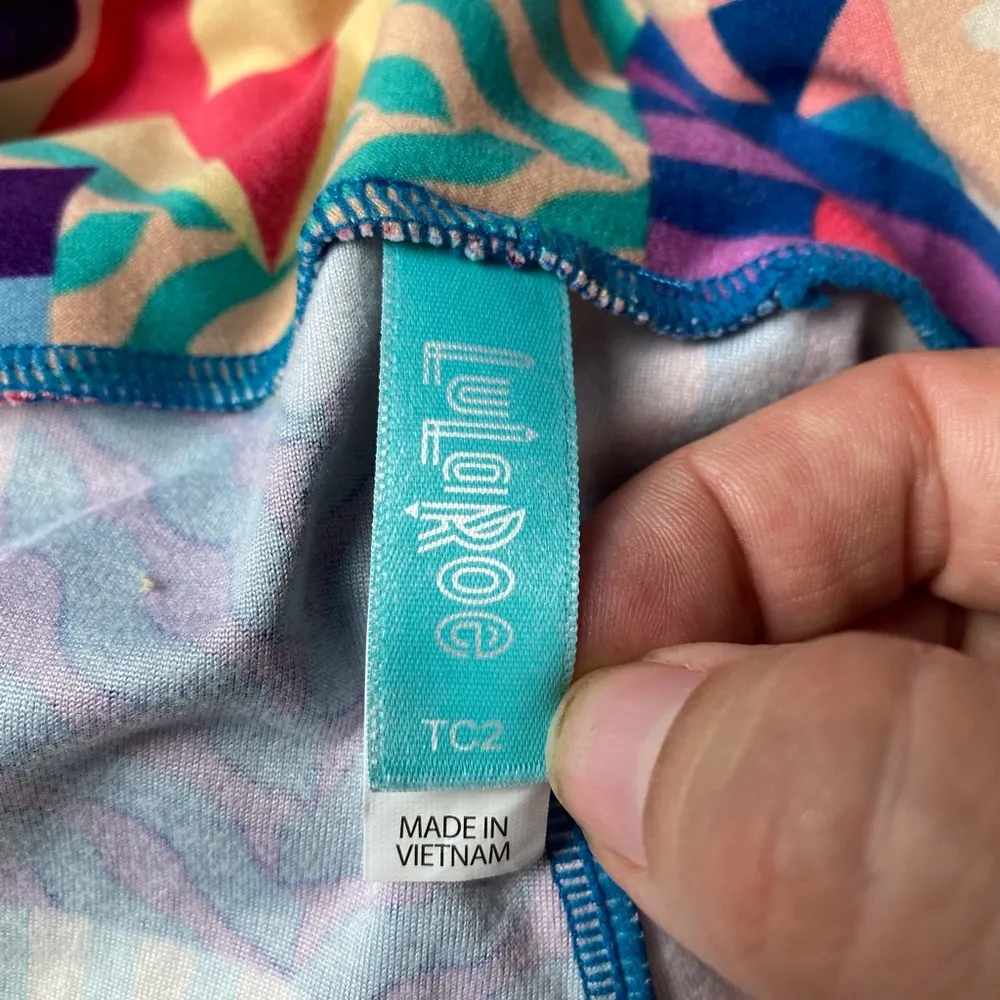 LuLaRoe
TC2
MADE IN
VIETNAM